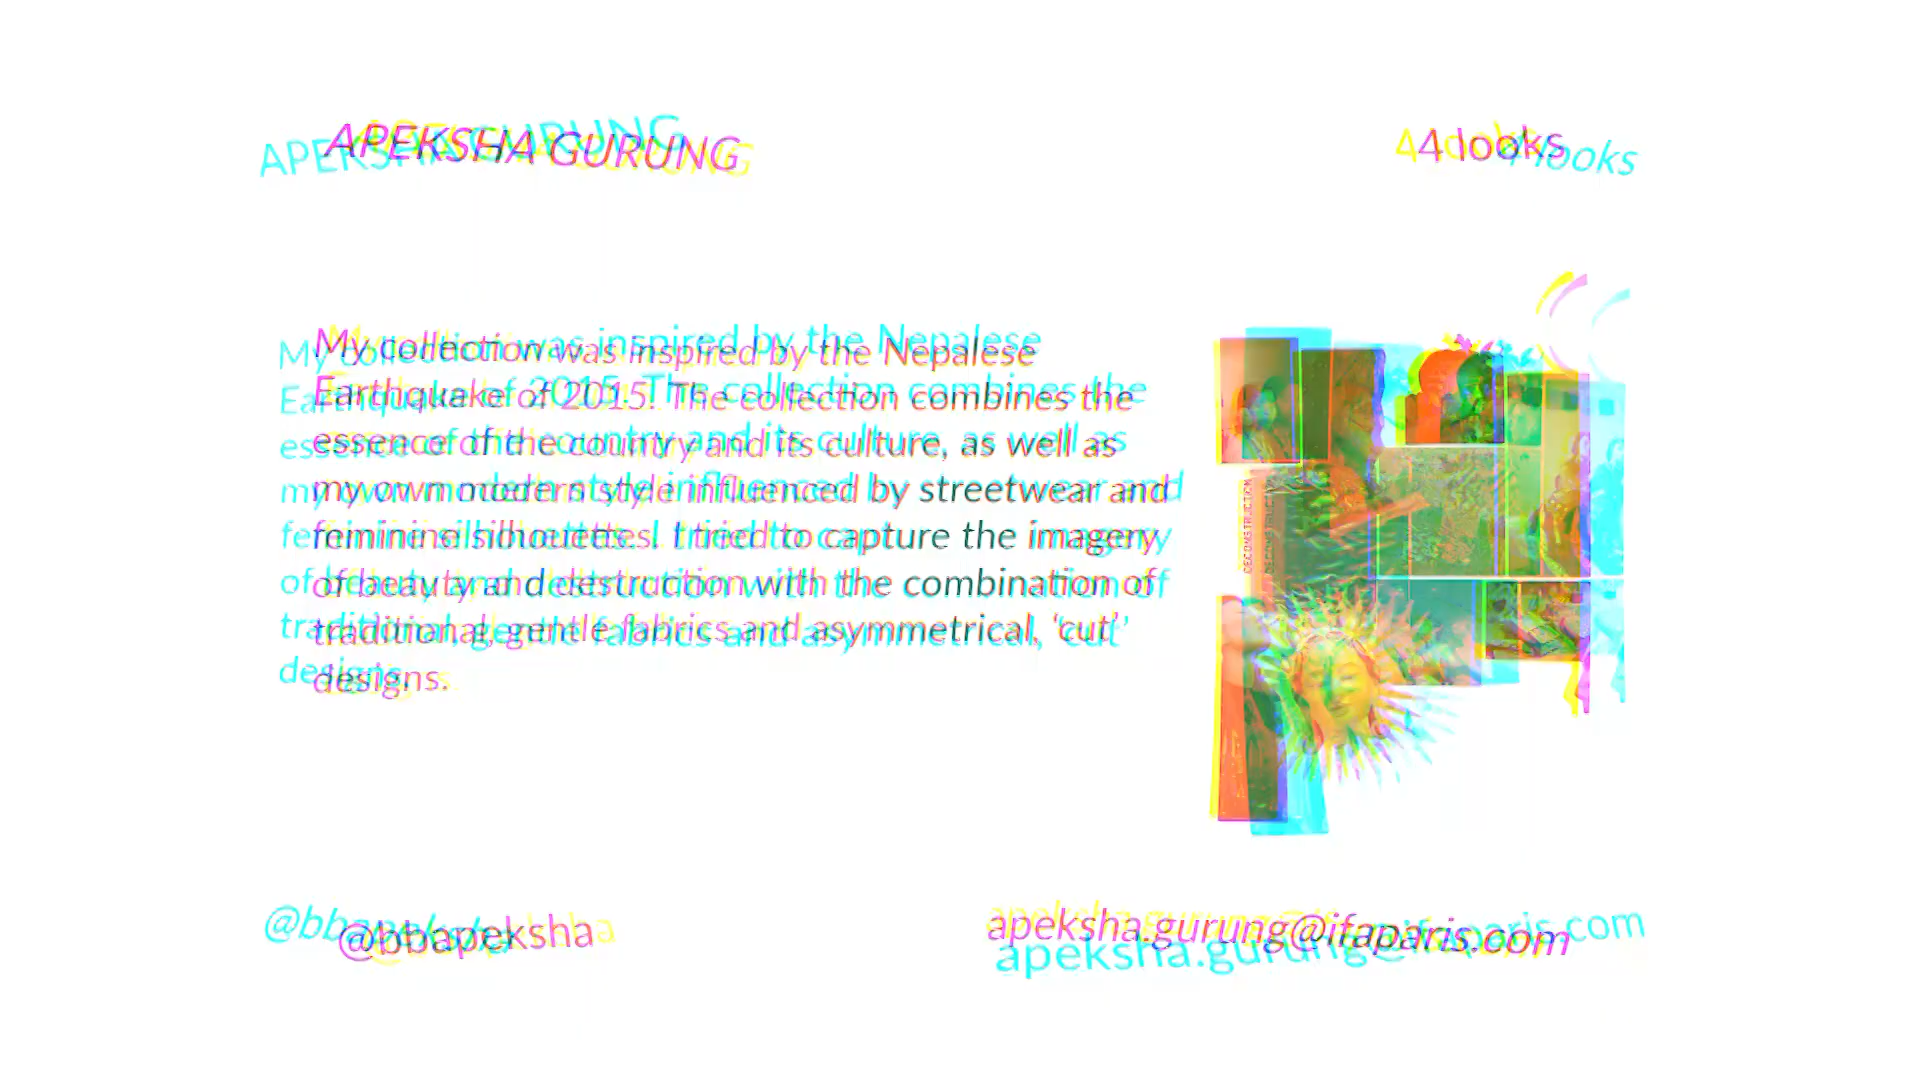 APEKSHA GURUNG
4 looks
My collection was inspired by the Nepalese
Earthquake of 2015. The collection combines the
essence of the country and its culture, as well as
my own modern style influenced by streetwear and
feminine silhouettes. I tried to capture the imagery
of beauty and destruction with the combination of
traditional, gentle fabrics and asymmetrical, ‘cut’
designs.
DECONSTRUCTION
@bbapeksha
apeksha.gurung@ifaparis.com